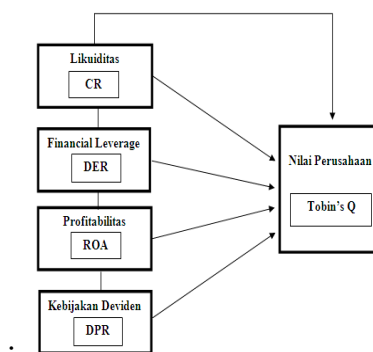 Likuiditas
CR
Financial Leverage
DER
Profitabilitas
ROA
Kebijakan Deviden
DPR
Nilai Perusahaan
Tobin's Q